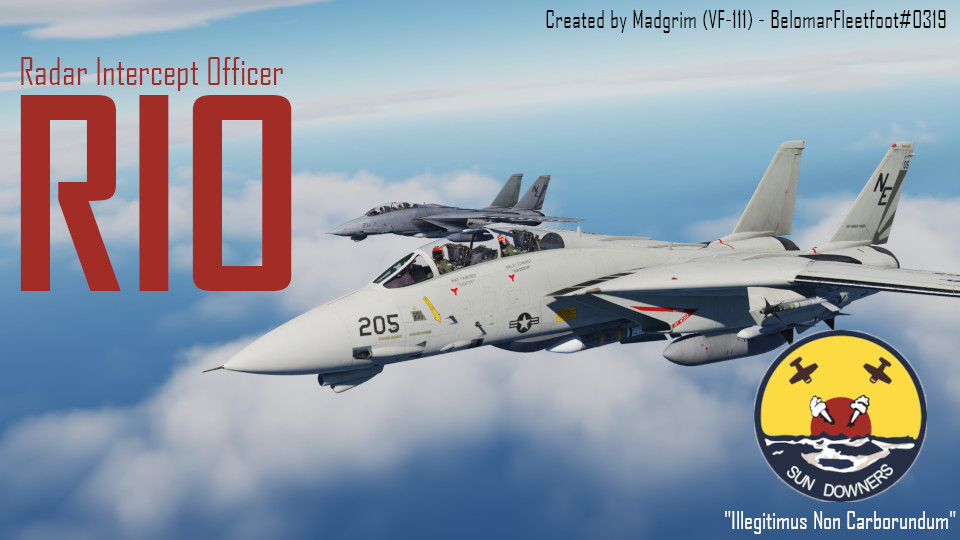 Created by Madgrim (VF-111) - BelomarFleetfoot#0319
Radar Intercept Officer
RIO
NE
205
SUN DOWNERS
"Illegitimus Non Carborundum"